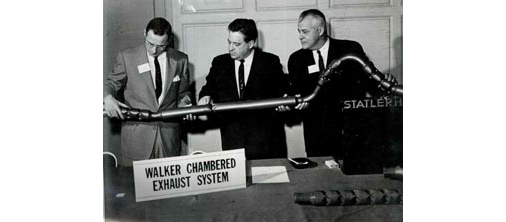 STATLER H
WALKER CHAMBERED
EXHAUST SYSTEM